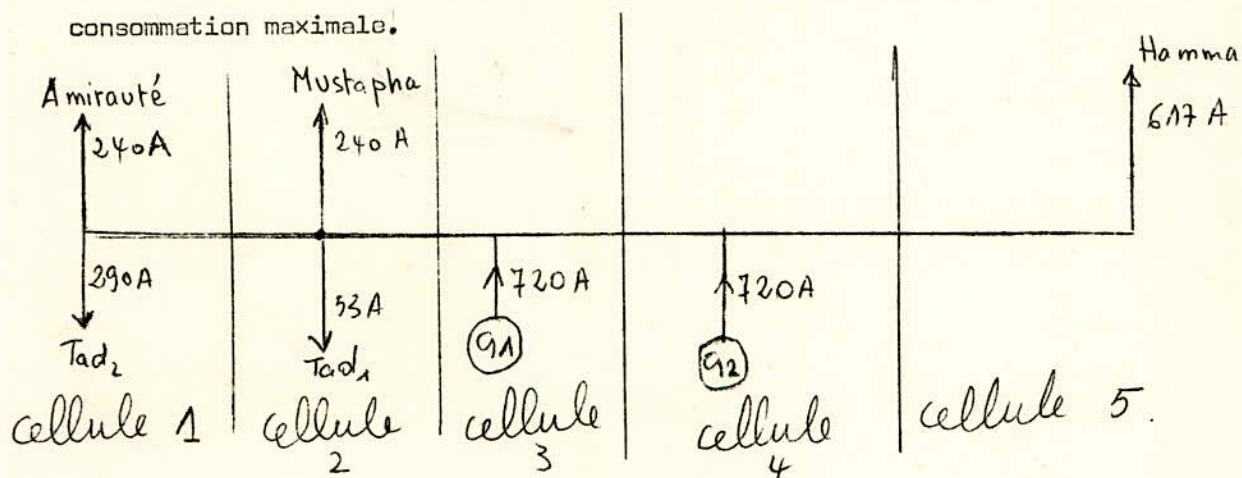 consommation maximale.
Amirauté
Mustapha
Hamma
240A
240 A
617 A
290A
53A
720A
720A
G1
G2
Tad2
Tad1
cellule 1
cellule 2
cellule 3
cellule 4
cellule 5.